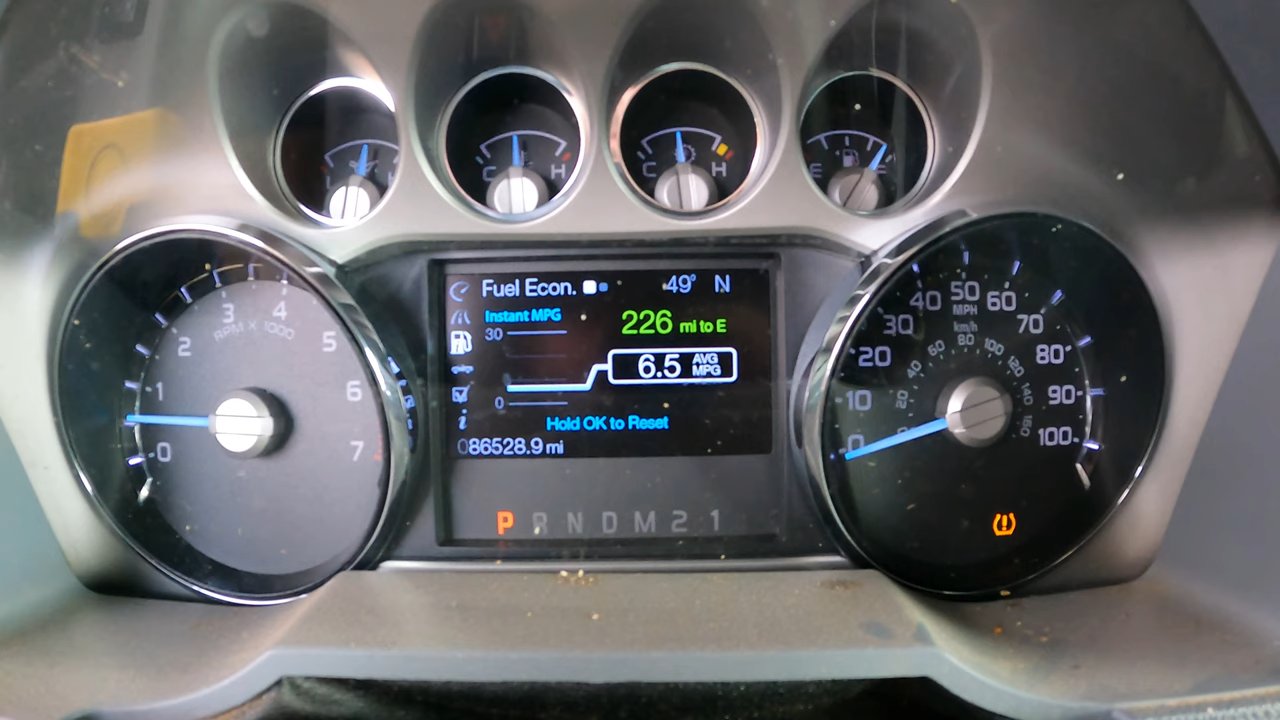 C H
C H
E
Fuel Econ. 49° N
Instant MPG
226 mi to E
30
6.5 AVG MPG
0
Hold OK to Reset
086528.9 mi
P R N D M 2 1
0 1 2 3 4 5 6 7
RPM X 1000
0 10 20 30 40 50 60 70 80 90 100
MPH
km/h
20 40 60 80 100 120 140 160